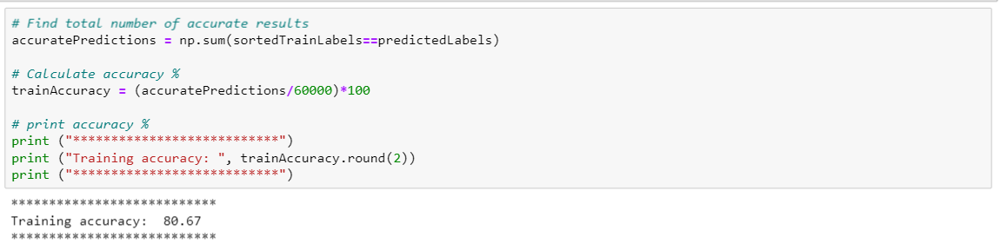 # Find total number of accurate results
accuratePredictions = np.sum(sortedTrainLabels==predictedLabels)
# Calculate accuracy %
trainAccuracy = (accuratePredictions/60000)*100
# print accuracy %
print ("***************************")
print ("Training accuracy: ", trainAccuracy.round(2))
print ("***************************")
***************************
Training accuracy:  80.67
***************************